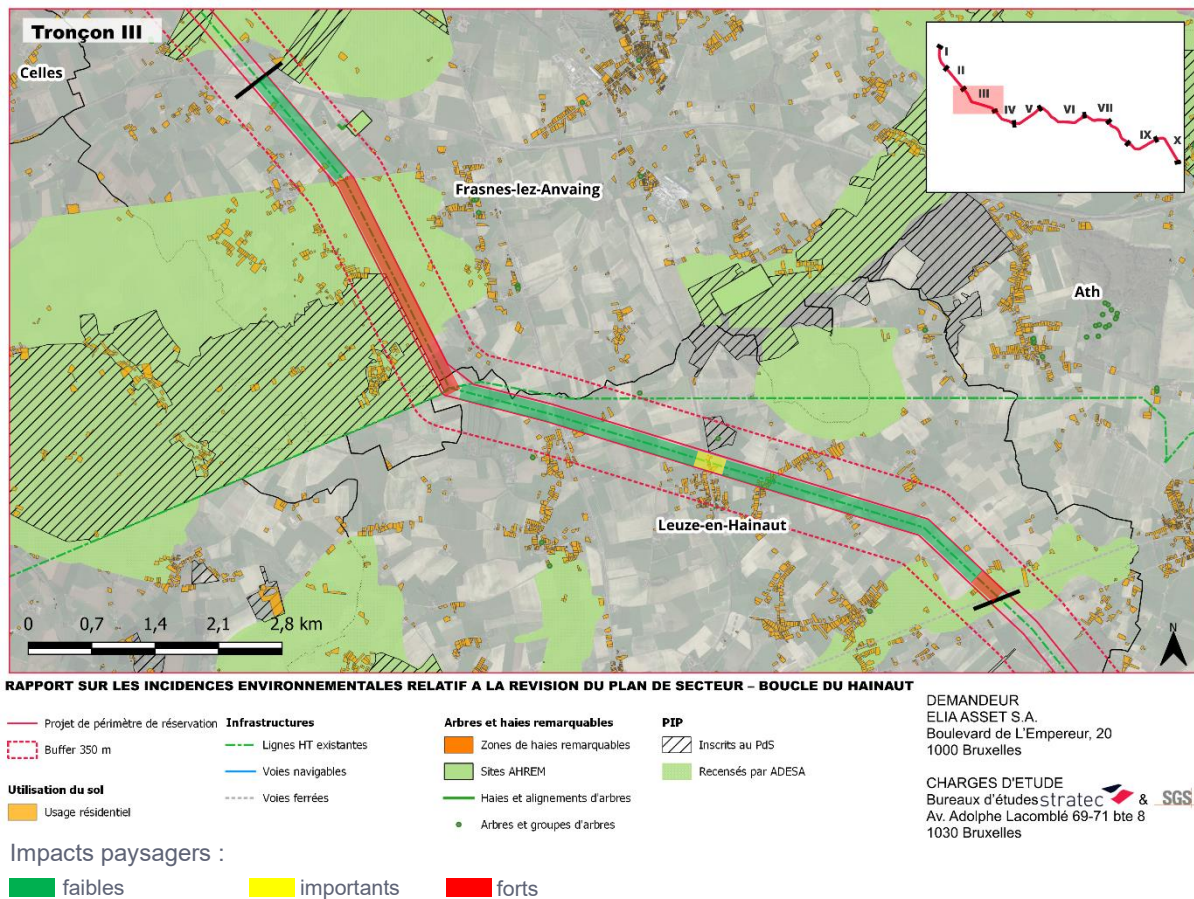 Tronçon III
Celles
Frasnes-lez-Anvaing
Ath
Leuze-en-Hainaut
I
II
III
IV
V
VI
VII
IX
X
0 0,7 1,4 2,1 2,8 km
N
RAPPORT SUR LES INCIDENCES ENVIRONNEMENTALES RELATIF A LA REVISION DU PLAN DE SECTEUR – BOUCLE DU HAINAUT
Projet de périmètre de réservation
Buffer 350 m
Utilisation du sol
Usage résidentiel
Infrastructures
Lignes HT existantes
Voies navigables
Voies ferrées
Arbres et haies remarquables
Zones de haies remarquables
Sites AHREM
Haies et alignements d'arbres
Arbres et groupes d'arbres
PIP
Inscrits au PdS
Recensés par ADESA
DEMANDEUR
ELIA ASSET S.A.
Boulevard de L'Empereur, 20
1000 Bruxelles
CHARGES D'ETUDE
Bureaux d'études stratec & SGS
Av. Adolphe Lacomblé 69-71 bte 8
1030 Bruxelles
Impacts paysagers :
faibles
importants
forts